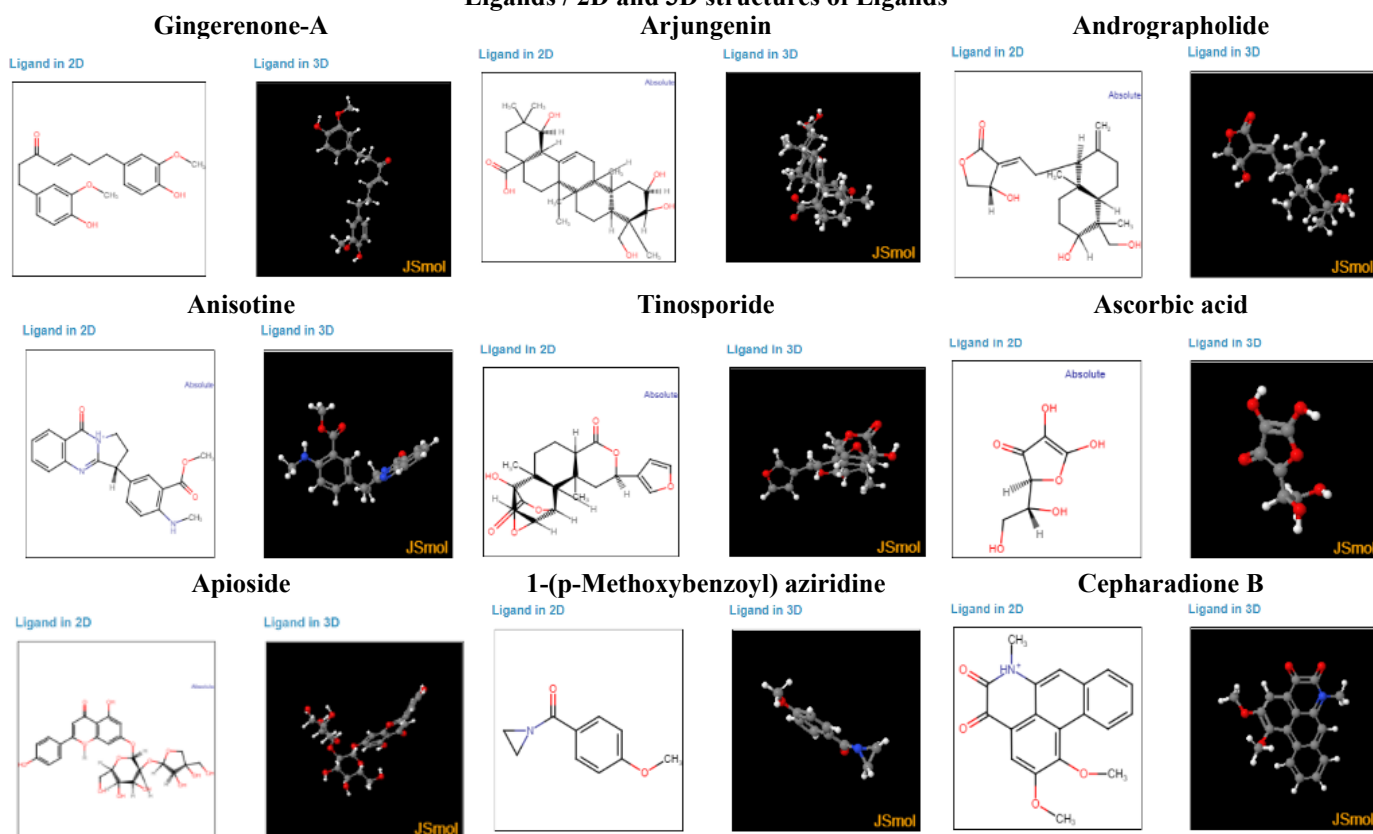 Ligands / 2D and 3D structures of Ligands
Gingerenone-A Arjungenin Andrographolide
Ligand in 2D Ligand in 3D Ligand in 2D Ligand in 3D Ligand in 2D Ligand in 3D
Absolute Absolute
O O CH₃ OH O CH₃ OH
JSmol
H₃C CH₃ OH H H O OH H OH H OH CH₃ H H CH₃ OH
JSmol
O O OH H CH₂ H CH₃ H CH₃ HO H OH
JSmol
Anisotine Tinosporide Ascorbic acid
Ligand in 2D Ligand in 3D Ligand in 2D Ligand in 3D Ligand in 2D Ligand in 3D
Absolute Absolute Absolute
O NH N H O CH₃ O N H CH₃
JSmol
O H O CH₃ HO H O CH₃ H O O H O H
JSmol
OH O OH O H OH H HO
JSmol
Apioside 1-(p-Methoxybenzoyl) aziridine Cepharadione B
Ligand in 2D Ligand in 3D Ligand in 2D Ligand in 3D Ligand in 2D Ligand in 3D
Absolute
JSmol
O N O CH₃
JSmol
CH₃ O HN⁺ O O CH₃ O CH₃
JSmol